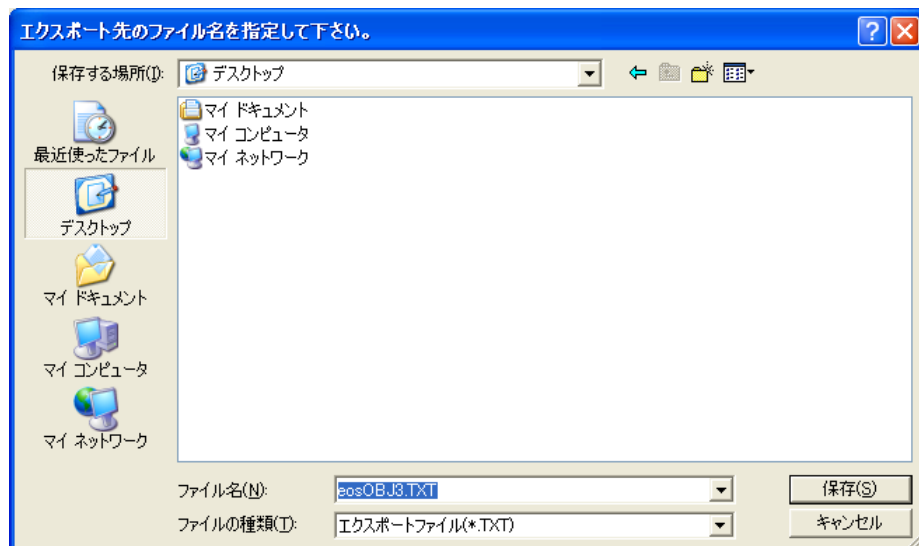 エクスポート先のファイル名を指定して下さい。
保存する場所(I):
デスクトップ
最近使ったファイル
デスクトップ
マイ ドキュメント
マイ コンピュータ
マイ ネットワーク
マイ ドキュメント
マイ コンピュータ
マイ ネットワーク
ファイル名(N):
eosOBJ3.TXT
保存(S)
ファイルの種類(T):
エクスポートファイル(*.TXT)
キャンセル